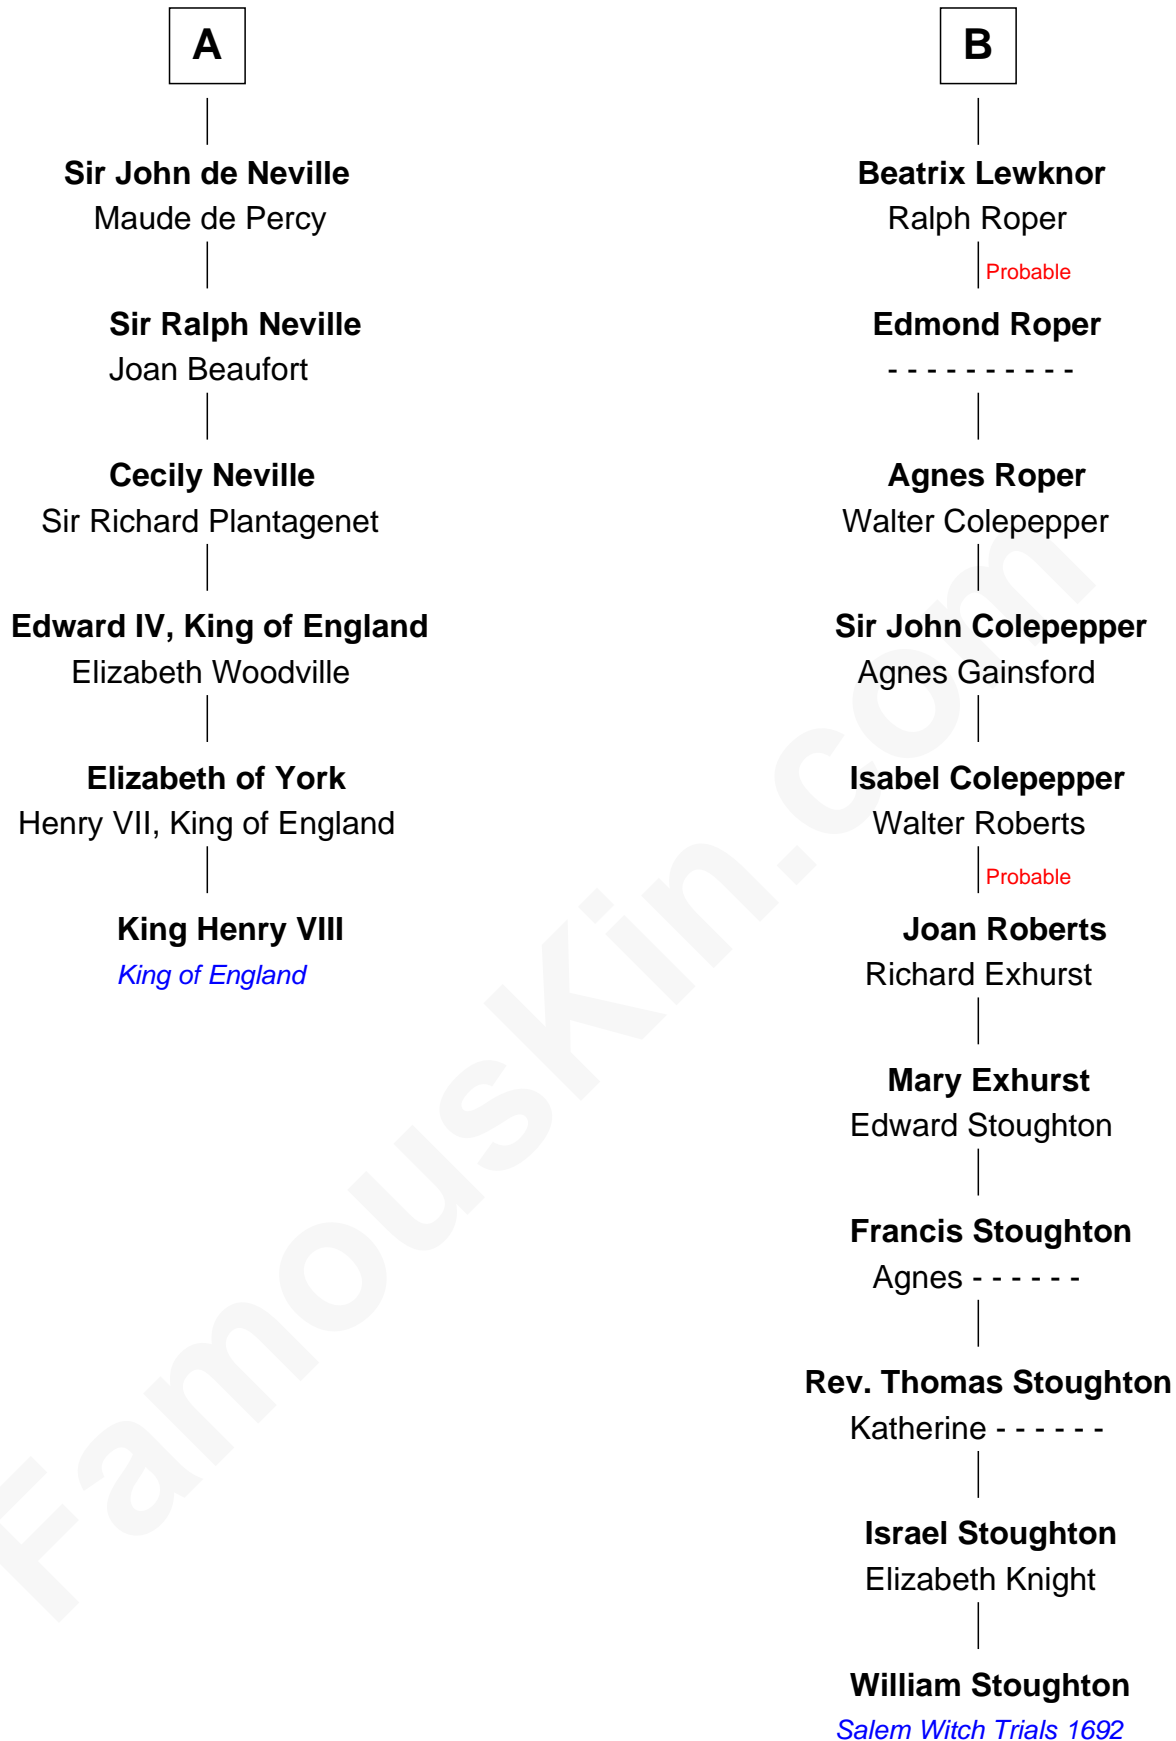 A
Sir John de Neville
Maude de Percy
Sir Ralph Neville
Joan Beaufort
Cecily Neville
Sir Richard Plantagenet
Edward IV, King of England
Elizabeth Woodville
Elizabeth of York
Henry VII, King of England
King Henry VIII
King of England
B
Beatrix Lewknor
Ralph Roper
Probable
Edmond Roper
- - - - - - - - - -
Agnes Roper
Walter Colepepper
Sir John Colepepper
Agnes Gainsford
Isabel Colepepper
Walter Roberts
Probable
Joan Roberts
Richard Exhurst
Mary Exhurst
Edward Stoughton
Francis Stoughton
Agnes - - - - - -
Rev. Thomas Stoughton
Katherine - - - - - -
Israel Stoughton
Elizabeth Knight
William Stoughton
Salem Witch Trials 1692
FamousKin.com